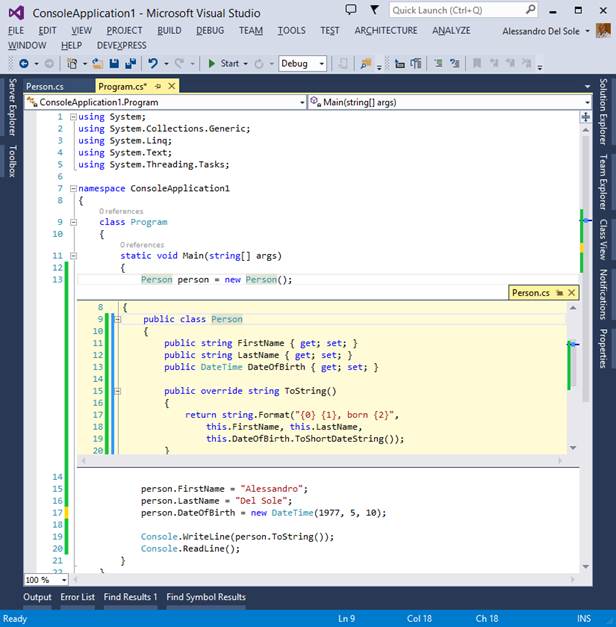 ConsoleApplication1 - Microsoft Visual Studio
Quick Launch (Ctrl+Q)
FILE EDIT VIEW PROJECT BUILD DEBUG TEAM TOOLS TEST ARCHITECTURE ANALYZE Alessandro Del Sole
WINDOW HELP DEVEXPRESS
Start Debug
Server Explorer
Toolbox
Person.cs Program.cs*
ConsoleApplication1.Program Main(string[] args)
1 using System;
2 using System.Collections.Generic;
3 using System.Linq;
4 using System.Text;
5 using System.Threading.Tasks;
6
7 namespace ConsoleApplication1
8 {
0 references
9 class Program
10 {
0 references
11 static void Main(string[] args)
12 {
13 Person person = new Person();
Person.cs
8 {
9 public class Person
10 {
11 public string FirstName { get; set; }
12 public string LastName { get; set; }
13 public DateTime DateOfBirth { get; set; }
14
15 public override string ToString()
16 {
17 return string.Format("{0} {1}, born {2}",
18 this.FirstName, this.LastName,
19 this.DateOfBirth.ToShortDateString());
20 }
14
15 person.FirstName = "Alessandro";
16 person.LastName = "Del Sole";
17 person.DateOfBirth = new DateTime(1977, 5, 10);
18
19 Console.WriteLine(person.ToString());
20 Console.ReadLine();
21 }
22 }
100 %
Solution Explorer
Team Explorer
Class View
Notifications
Properties
Output Error List Find Results 1 Find Symbol Results
Ready Ln 9 Col 18 Ch 18 INS